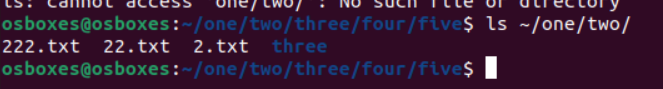 ls: cannot access 'one/two/': No such file or directory
osboxes@osboxes:~/one/two/three/four/five$ ls ~/one/two/
222.txt  22.txt  2.txt  three
osboxes@osboxes:~/one/two/three/four/five$